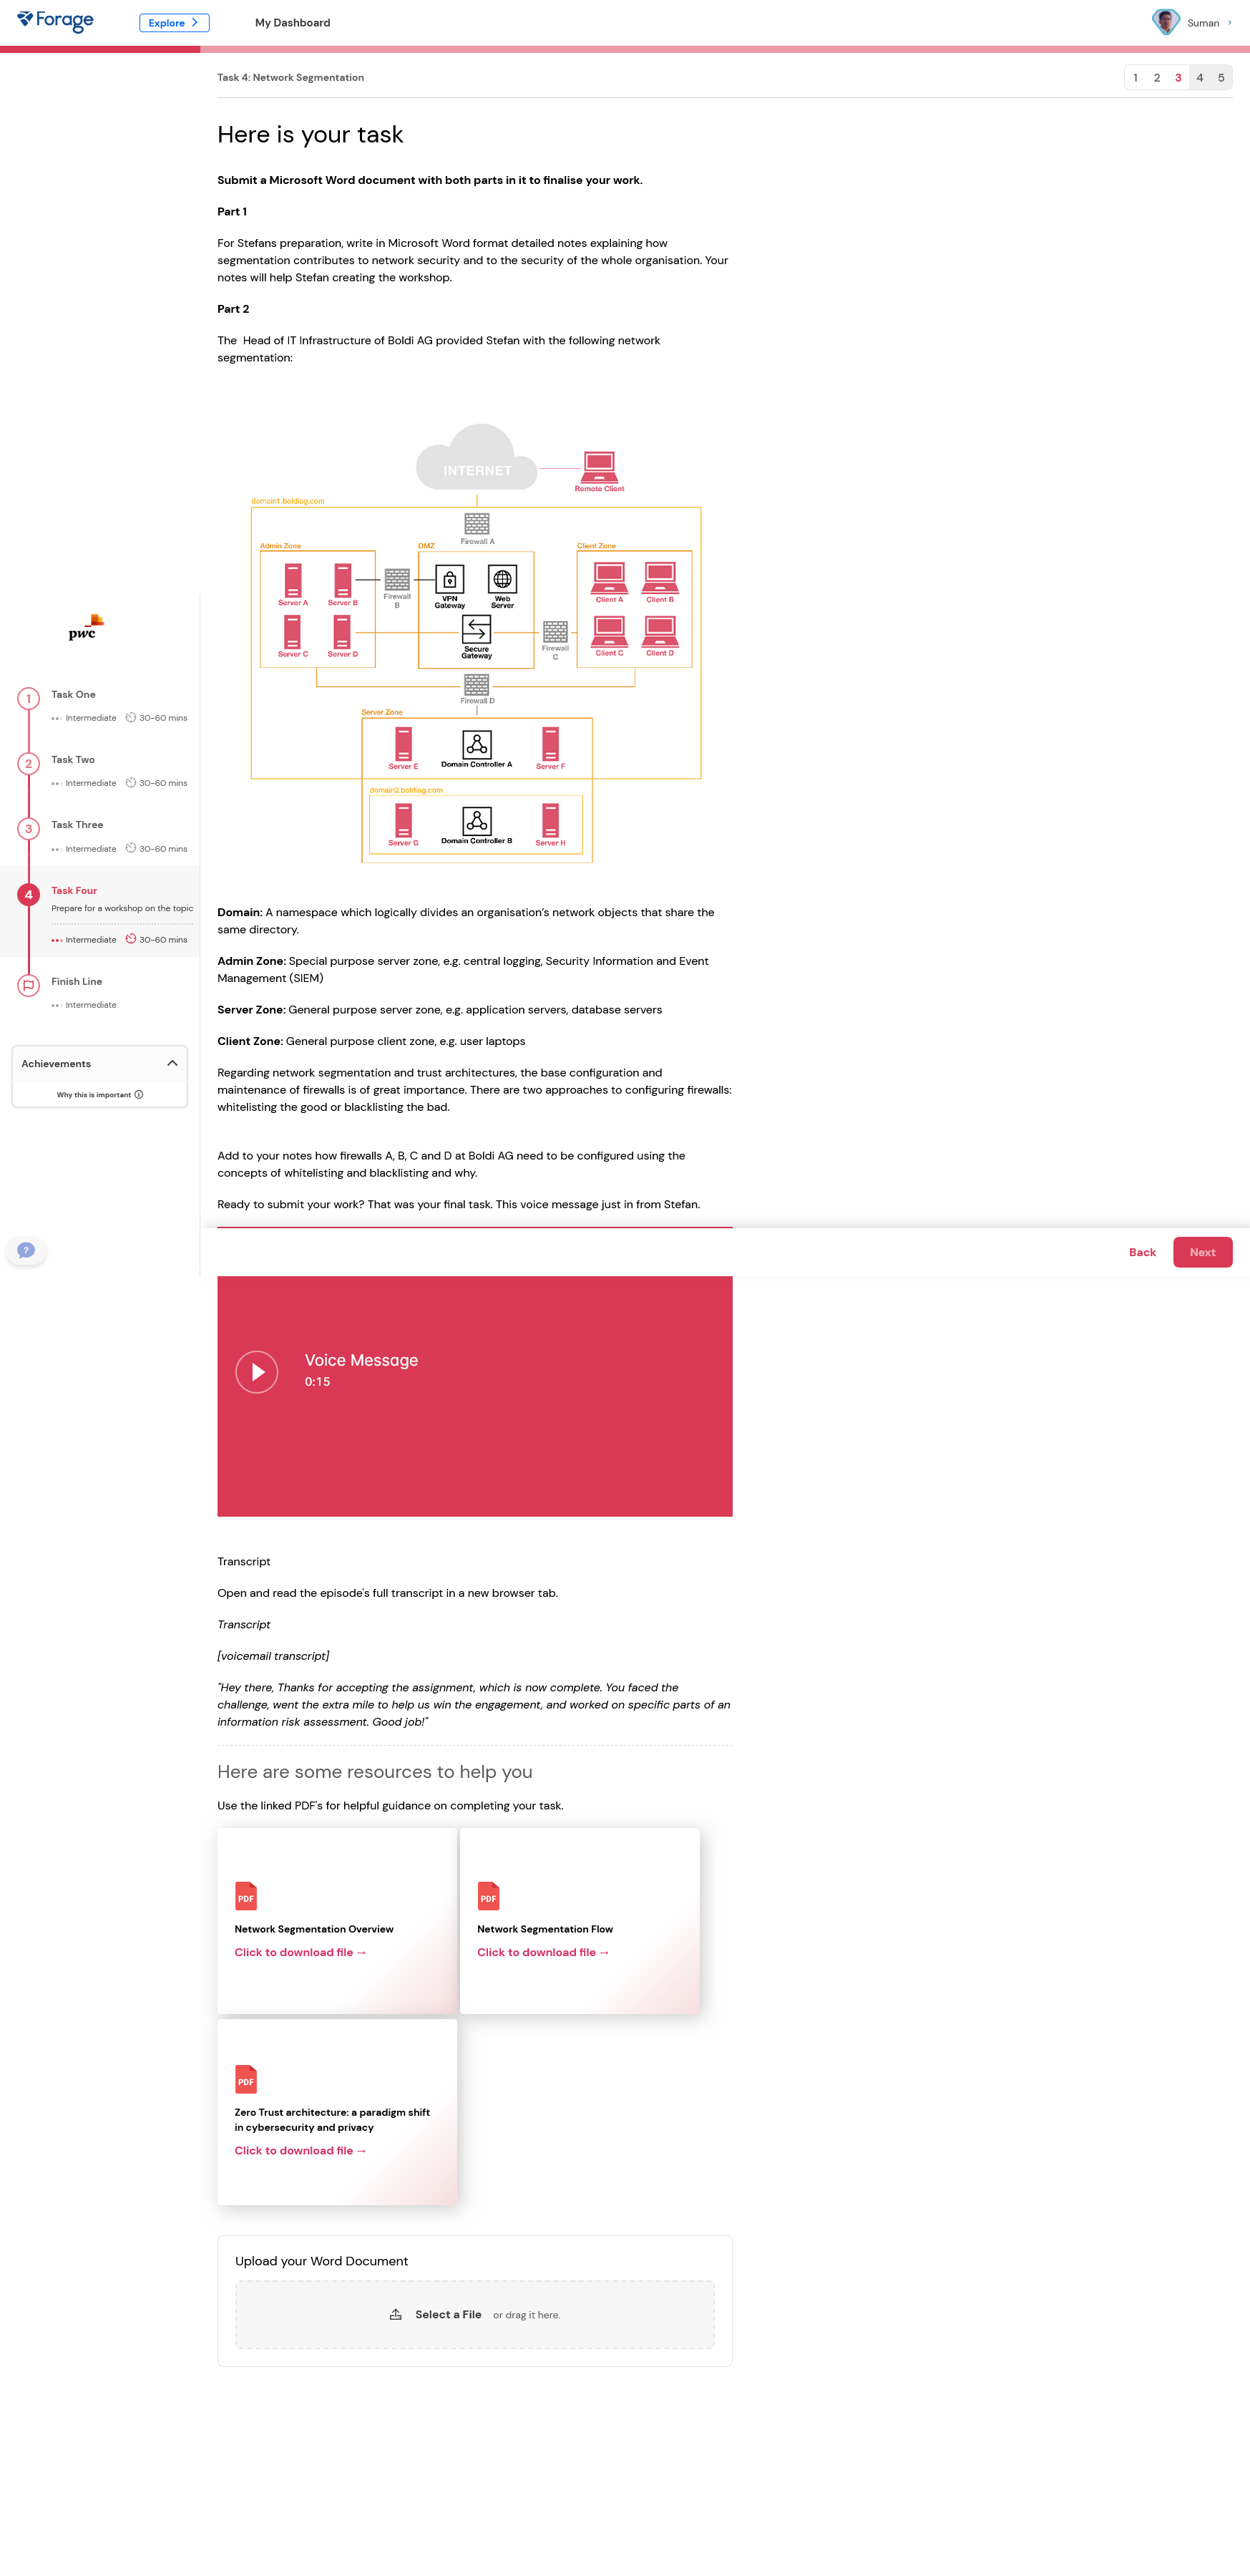 Forage
Explore
My Dashboard
Suman
Task 4: Network Segmentation
1 2 3 4 5
Here is your task
Submit a Microsoft Word document with both parts in it to finalise your work.
Part 1
For Stefans preparation, write in Microsoft Word format detailed notes explaining how
segmentation contributes to network security and to the security of the whole organisation. Your
notes will help Stefan creating the workshop.
Part 2
The  Head of IT Infrastructure of Boldi AG provided Stefan with the following network
segmentation:
INTERNET
Remote Client
domain1.boldiag.com
Firewall A
Admin Zone
DMZ
Client Zone
Server A
Server B
Firewall
B
VPN
Gateway
Web
Server
Client A
Client B
Server C
Server D
Secure
Gateway
Firewall
C
Client C
Client D
Firewall D
Server Zone
Server E
Domain Controller A
Server F
domain2.boldiag.com
Server G
Domain Controller B
Server H
pwc
1
Task One
Intermediate
30-60 mins
2
Task Two
Intermediate
30-60 mins
3
Task Three
Intermediate
30-60 mins
4
Task Four
Prepare for a workshop on the topic
Intermediate
30-60 mins
Finish Line
Intermediate
Achievements
Why this is important
Domain: A namespace which logically divides an organisation’s network objects that share the
same directory.
Admin Zone: Special purpose server zone, e.g. central logging, Security Information and Event
Management (SIEM)
Server Zone: General purpose server zone, e.g. application servers, database servers
Client Zone: General purpose client zone, e.g. user laptops
Regarding network segmentation and trust architectures, the base configuration and
maintenance of firewalls is of great importance. There are two approaches to configuring firewalls:
whitelisting the good or blacklisting the bad.
Add to your notes how firewalls A, B, C and D at Boldi AG need to be configured using the
concepts of whitelisting and blacklisting and why.
Ready to submit your work? That was your final task. This voice message just in from Stefan.
?
Back
Next
Voice Message
0:15
Transcript
Open and read the episode's full transcript in a new browser tab.
Transcript
[voicemail transcript]
"Hey there, Thanks for accepting the assignment, which is now complete. You faced the
challenge, went the extra mile to help us win the engagement, and worked on specific parts of an
information risk assessment. Good job!"
Here are some resources to help you
Use the linked PDF's for helpful guidance on completing your task.
PDF
Network Segmentation Overview
Click to download file →
PDF
Network Segmentation Flow
Click to download file →
PDF
Zero Trust architecture: a paradigm shift
in cybersecurity and privacy
Click to download file →
Upload your Word Document
Select a File
or drag it here.